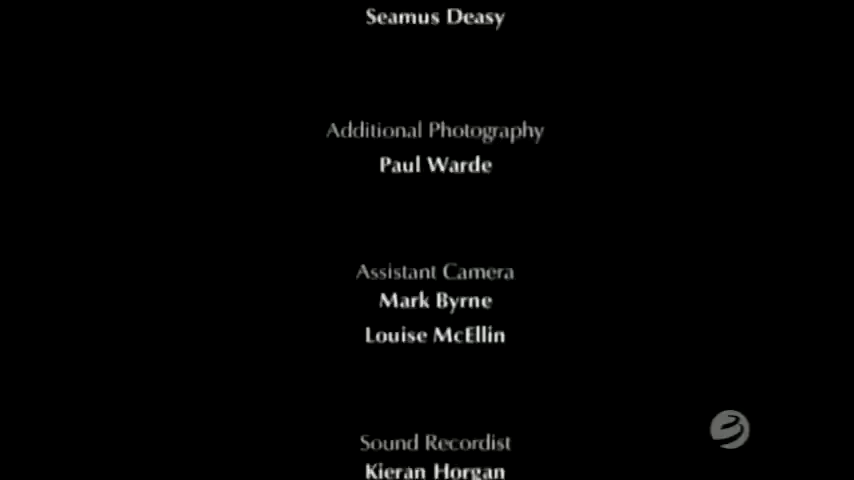 Seamus Deasy
Additional Photography
Paul Warde
Assistant Camera
Mark Byrne
Louise McEllin
Sound Recordist
Kieran Horgan